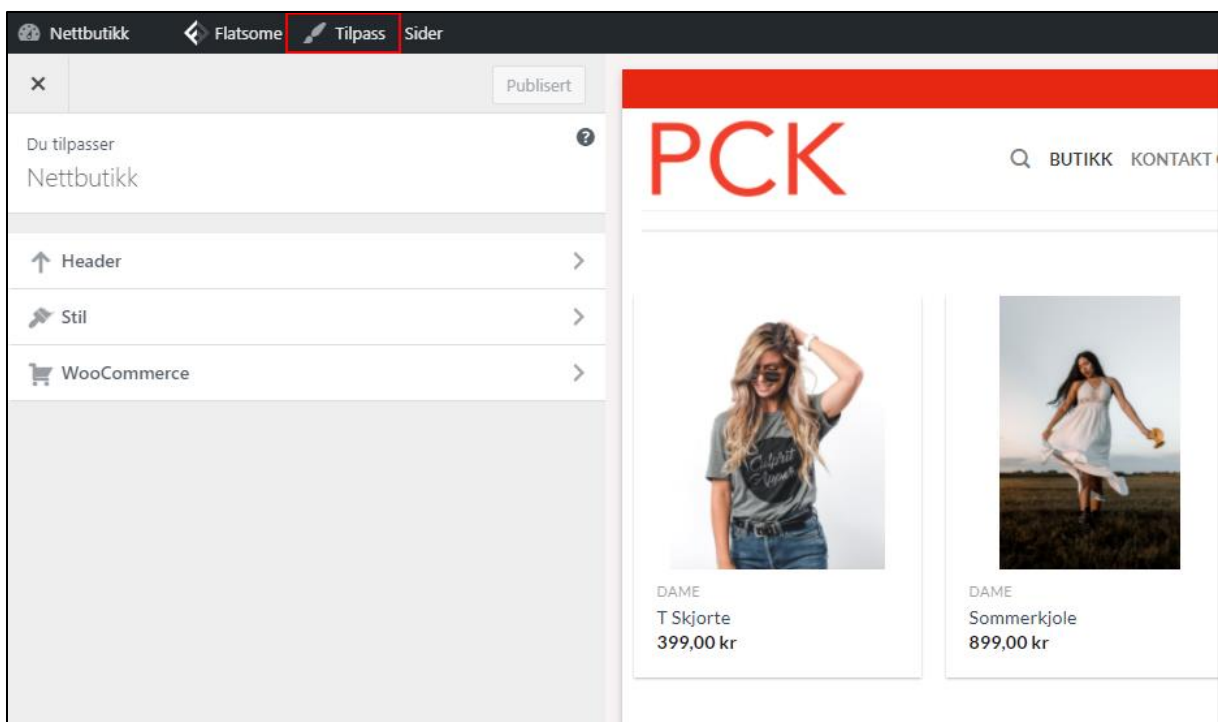 Nettbutikk Flatsome Tilpass Sider
Publisert
Du tilpasser
Nettbutikk
Header
Stil
WooCommerce
PCK
BUTIKK KONTAKT
DAME
T Skjorte
399,00 kr
DAME
Sommerkjole
899,00 kr